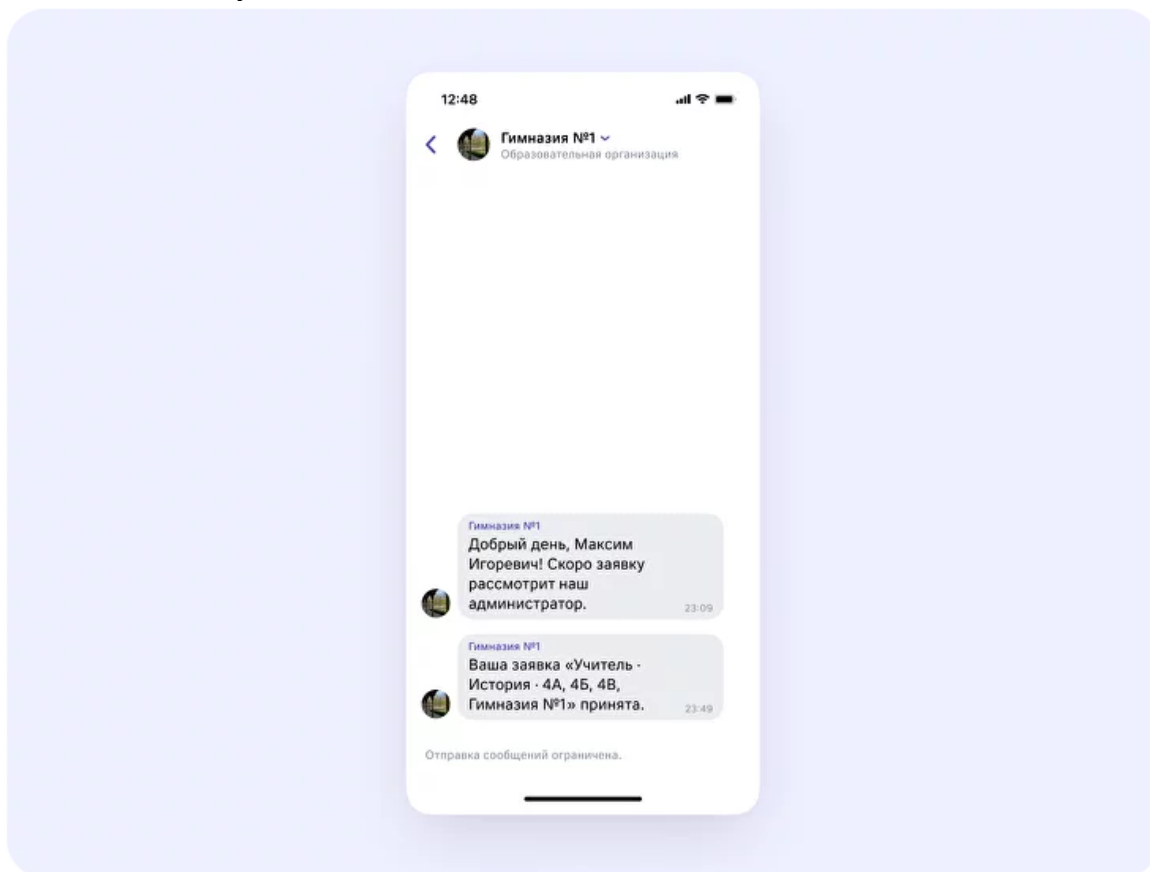 12:48
Гимназия №1
Образовательная организация
Гимназия №1
Добрый день, Максим
Игоревич! Скоро заявку
рассмотрит наш
администратор.
23:09
Гимназия №1
Ваша заявка «Учитель ·
История · 4А, 4Б, 4В,
Гимназия №1» принята.
23:49
Отправка сообщений ограничена.